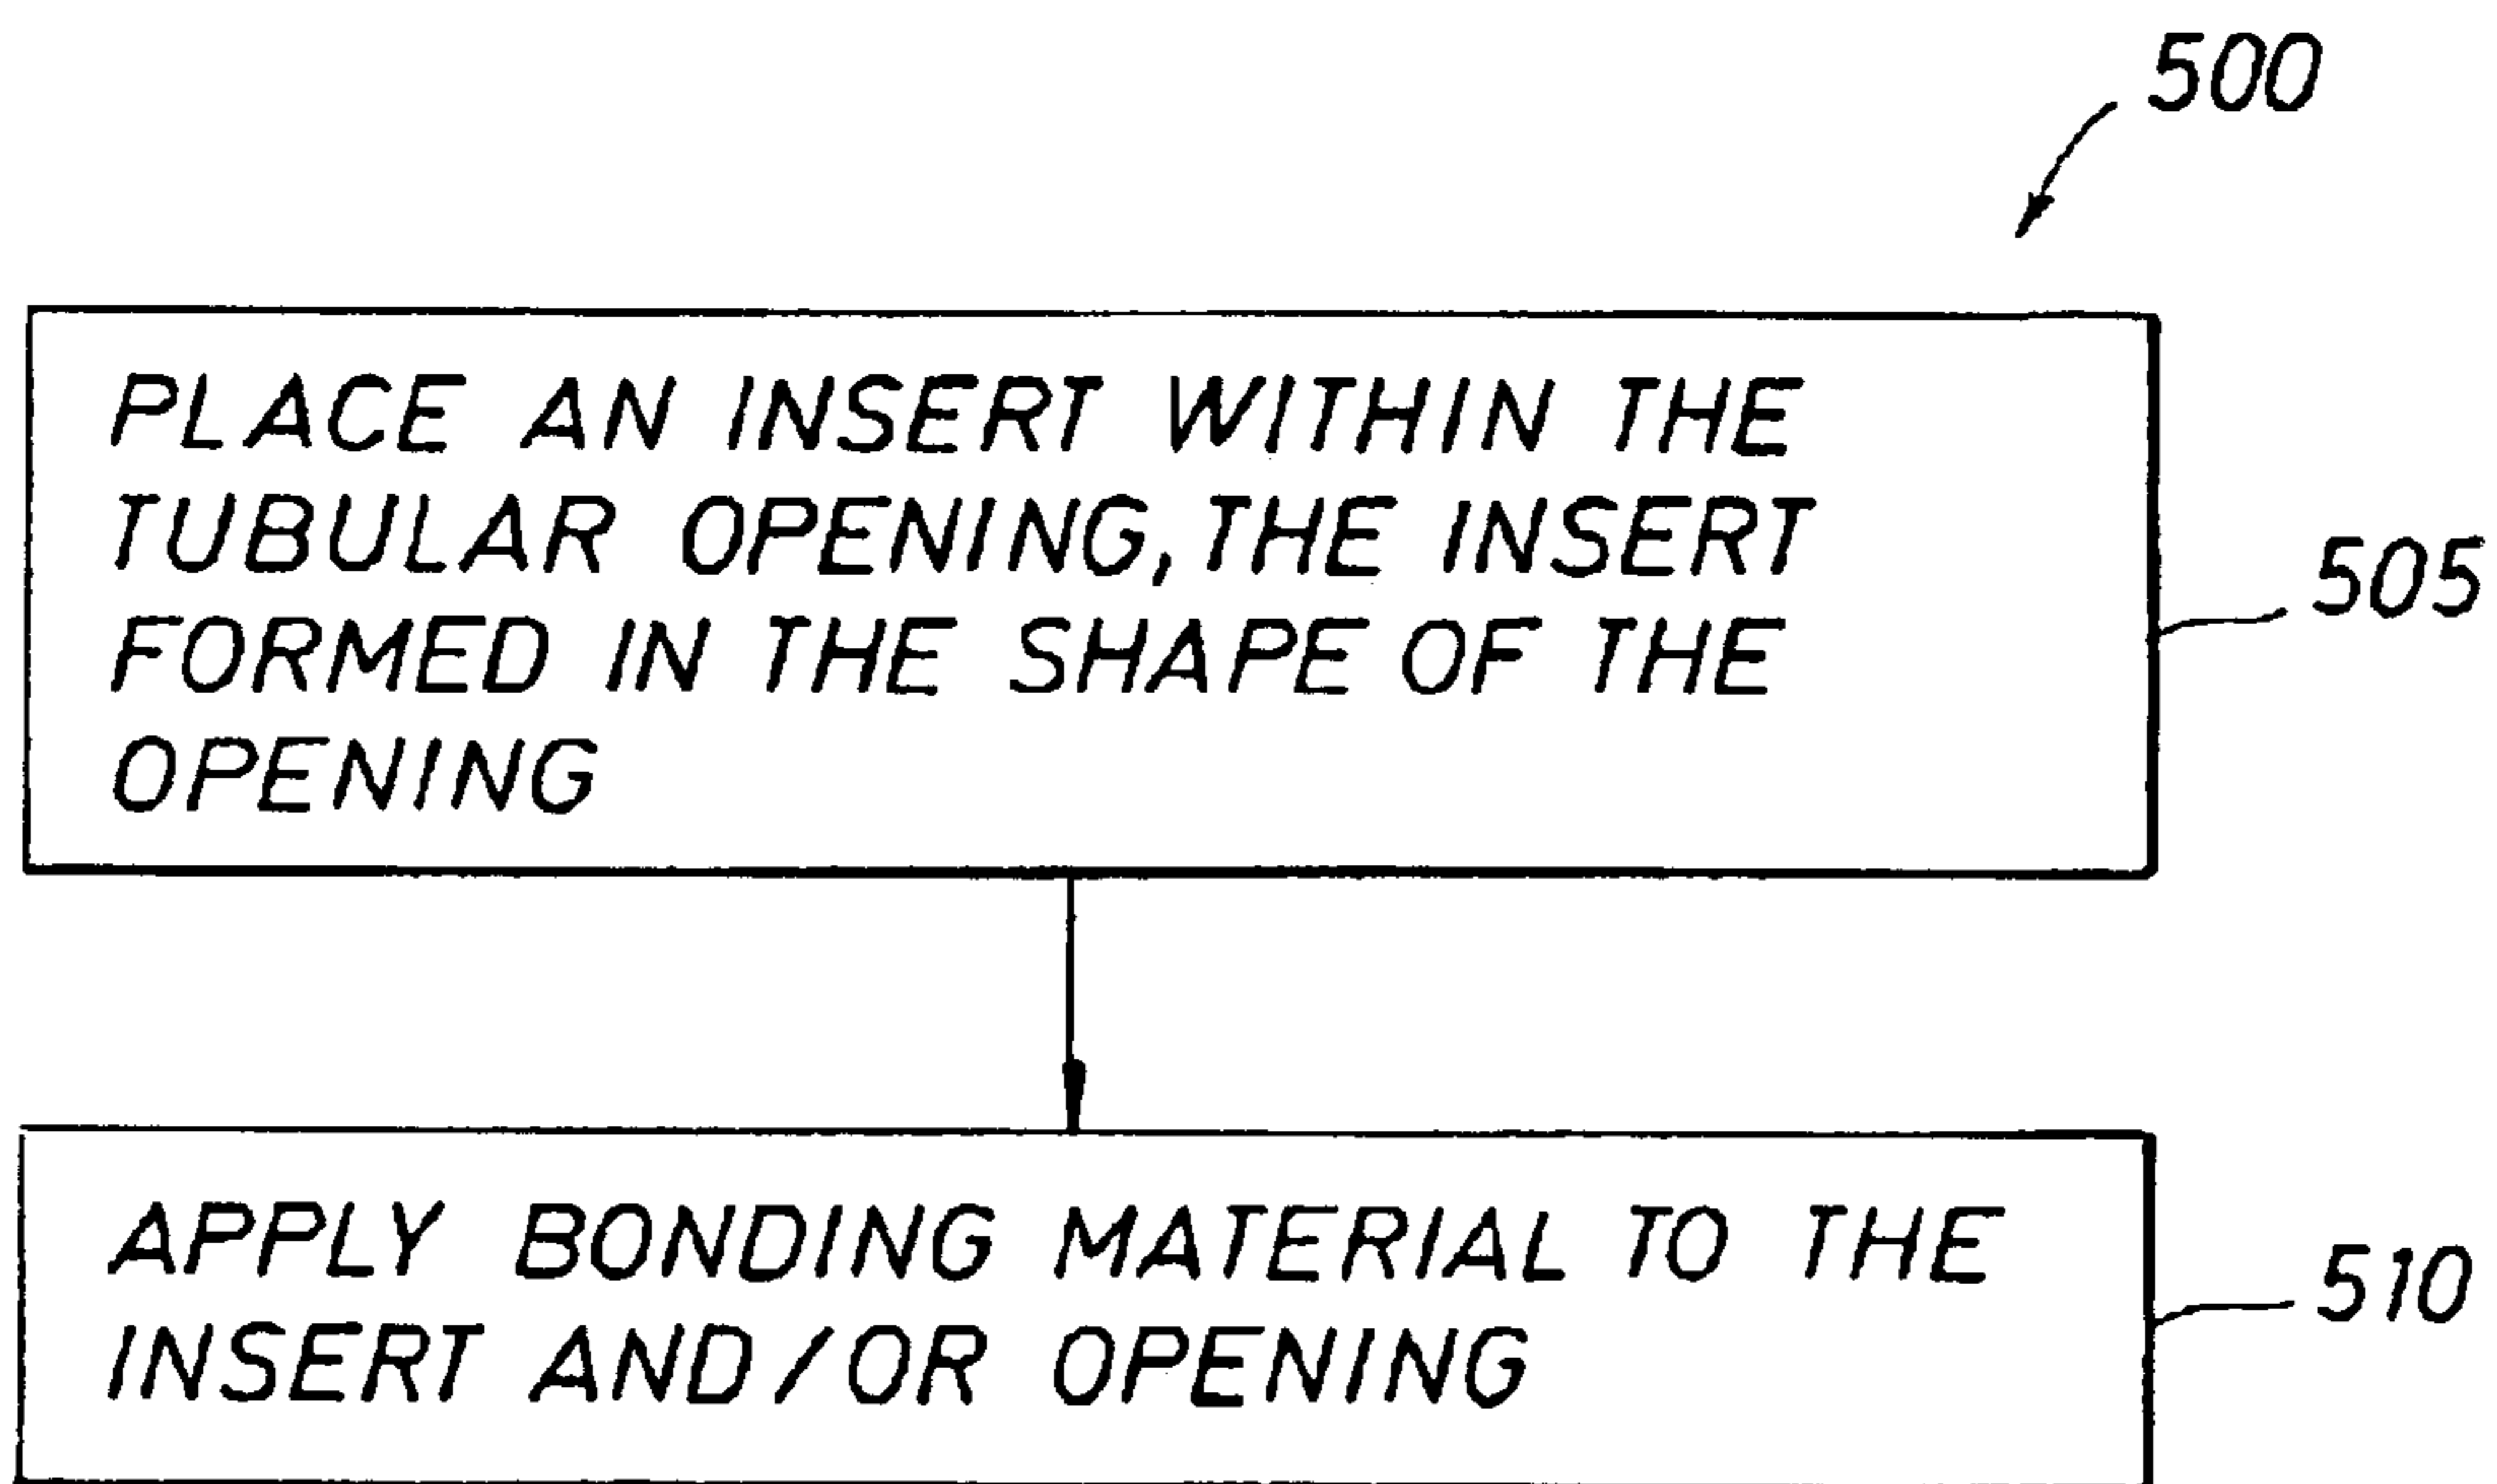 500
PLACE AN INSERT WITHIN THE
TUBULAR OPENING, THE INSERT
FORMED IN THE SHAPE OF THE
OPENING
505
APPLY BONDING MATERIAL TO THE
INSERT AND/OR OPENING
510